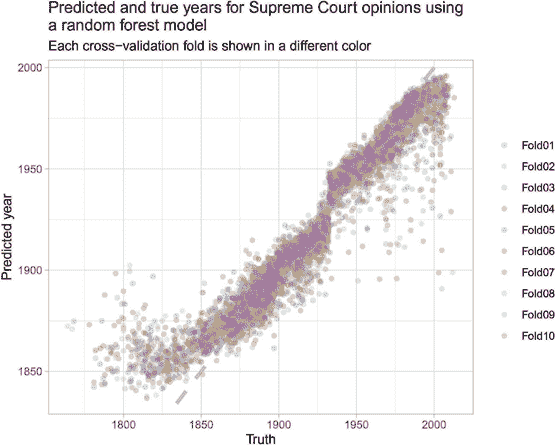 Predicted and true years for Supreme Court opinions using
a random forest model
Each cross−validation fold is shown in a different color
2000
1950
1900
1850
Predicted year
1800
1850
1900
1950
2000
Truth
Fold01
Fold02
Fold03
Fold04
Fold05
Fold06
Fold07
Fold08
Fold09
Fold10